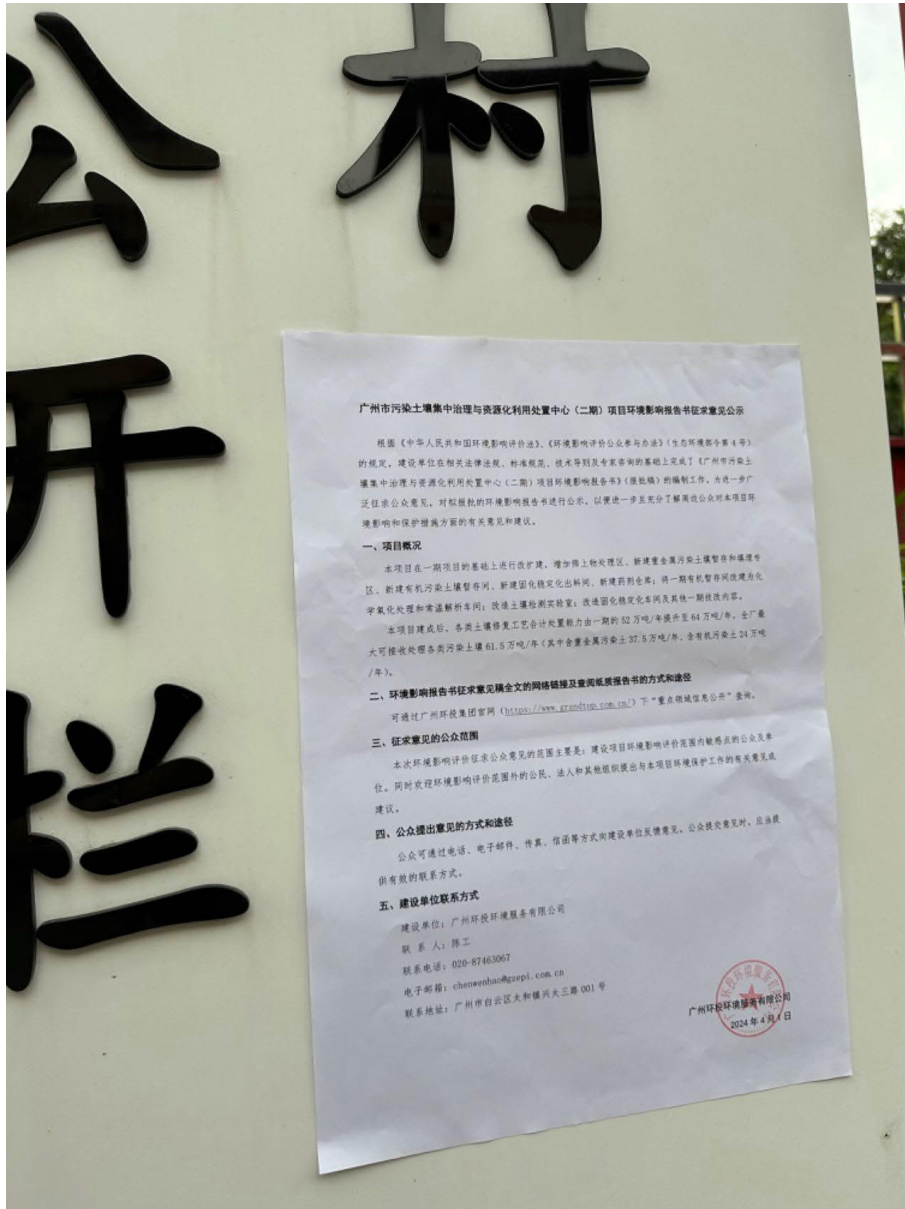 村
公
开
栏
广州市污染土壤集中治理与资源化利用处置中心（二期）项目环境影响报告书征求意见公示
根据《中华人民共和国环境影响评价法》、《环境影响评价公众参与办法》（生态环境部令第 4 号）
的规定，建设单位在相关法律法规、标准规范、技术导则及专家咨询的基础上完成了《广州市污染土
壤集中治理与资源化利用处置中心（二期）项目环境影响报告书》（报批稿）的编制工作。为进一步广
泛征求公众意见，对拟报批的环境影响报告书进行公示，以便进一步且充分了解周边公众对本项目环
境影响和保护措施方面的有关意见和建议。
一、项目概况
本项目在一期项目的基础上进行改扩建，增加筛上物处理区、新建重金属污染土壤暂存和填埋专
区、新建有机污染土壤暂存间、新建固化稳定化出料间、新建药剂仓库；将一期有机暂存间改建为化
学氧化处理和常温解析车间；改造土壤检测实验室；改造固化稳定化车间及其他一期技改内容。
本项目建成后，各类土壤修复工艺合计处置能力由一期的 52 万吨/年提升至 64 万吨/年，全厂最
大可接收处理各类污染土 61.5 万吨/年（其中含重金属污染土 37.5 万吨/年、含有机污染土 24 万吨
/年）。
二、环境影响报告书征求意见稿全文的网络链接及查阅纸质报告书的方式和途径
可通过广州环投集团官网（https://www.grandtop.com.cn/）下“重点领域信息公开”查询。
三、征求意见的公众范围
本次环境影响评价征求公众意见的范围主要是：建设项目环境影响评价范围内敏感点的公众及单
位。同时欢迎环境影响评价范围外的公民、法人和其他组织提出与本项目环境保护工作的有关意见或
建议。
四、公众提出意见的方式和途径
公众可通过电话、电子邮件、传真、信函等方式向建设单位反馈意见。公众提交意见时，应当提
供有效的联系方式。
五、建设单位联系方式
建设单位：广州环投环境服务有限公司
联 系 人：陈工
联系电话：020-87463067
电子邮箱：chenwenhao@gzepi.com.cn
联系地址：广州市白云区太和镇兴太三路 001 号
广州环投环境服务有限公司
2024 年 4 月 1 日